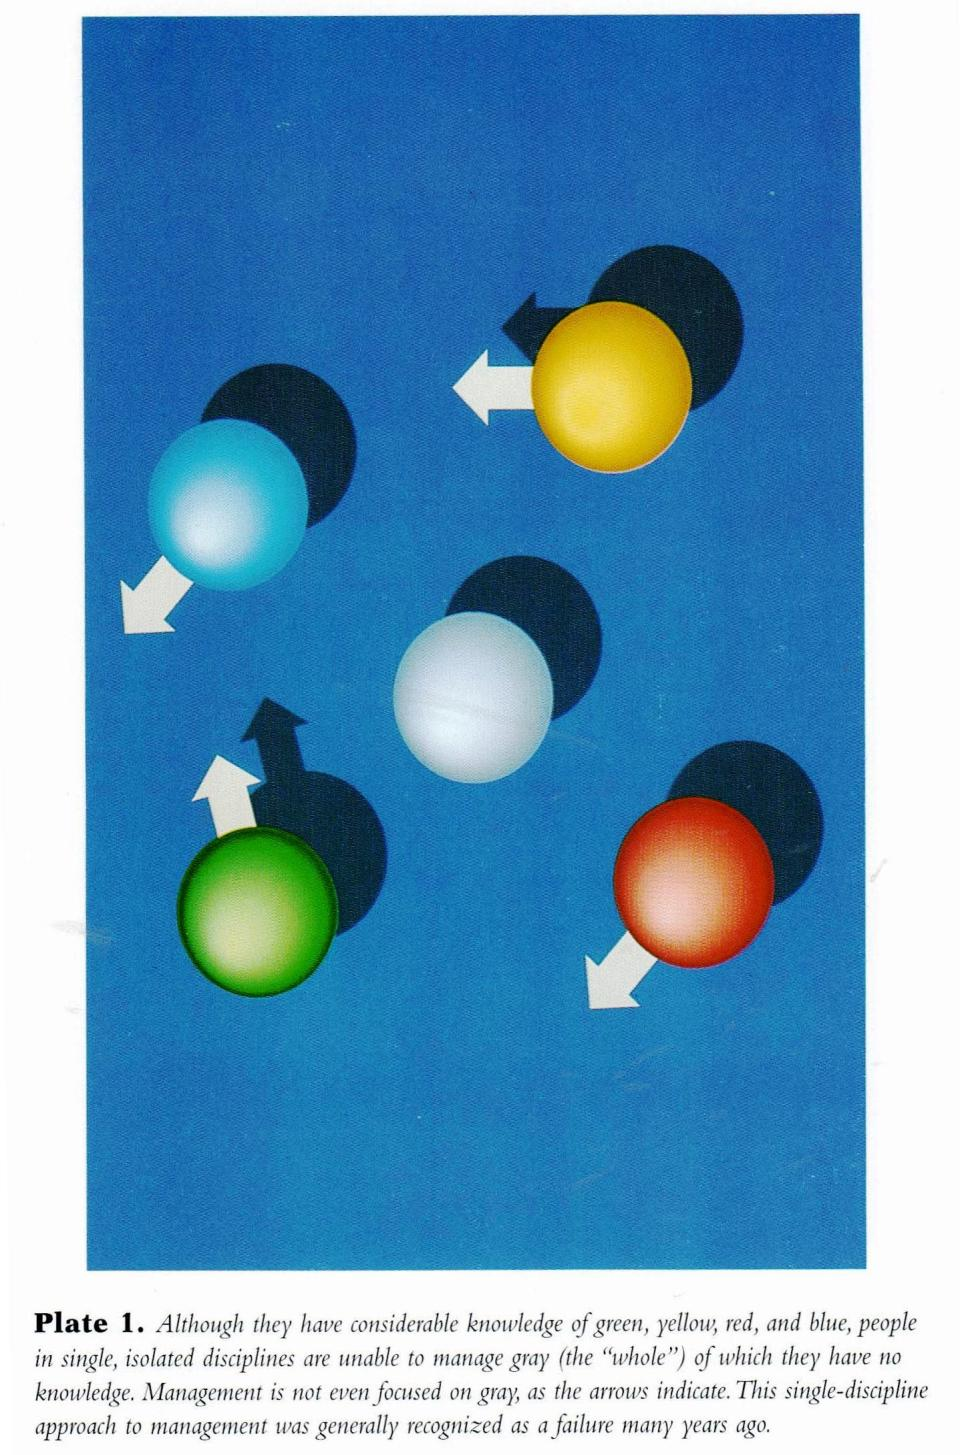 Plate 1. Although they have considerable knowledge of green, yellow, red, and blue, people
in single, isolated disciplines are unable to manage gray (the “whole”) of which they have no
knowledge. Management is not even focused on gray, as the arrows indicate. This single-discipline
approach to management was generally recognized as a failure many years ago.